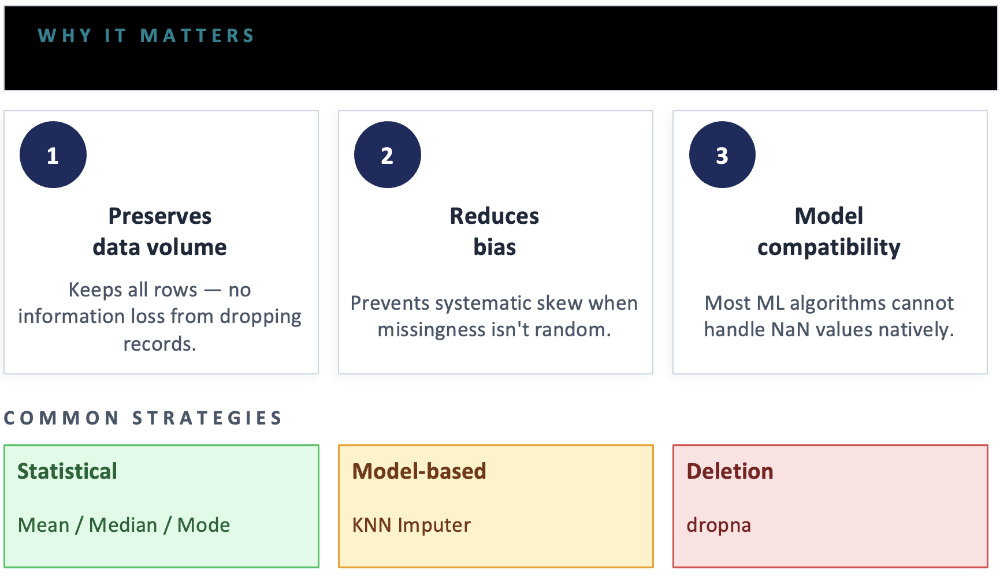 WHY IT MATTERS
1
Preserves
data volume
Keeps all rows — no
information loss from dropping
records.
2
Reduces
bias
Prevents systematic skew when
missingness isn't random.
3
Model
compatibility
Most ML algorithms cannot
handle NaN values natively.
COMMON STRATEGIES
Statistical
Mean / Median / Mode
Model-based
KNN Imputer
Deletion
dropna